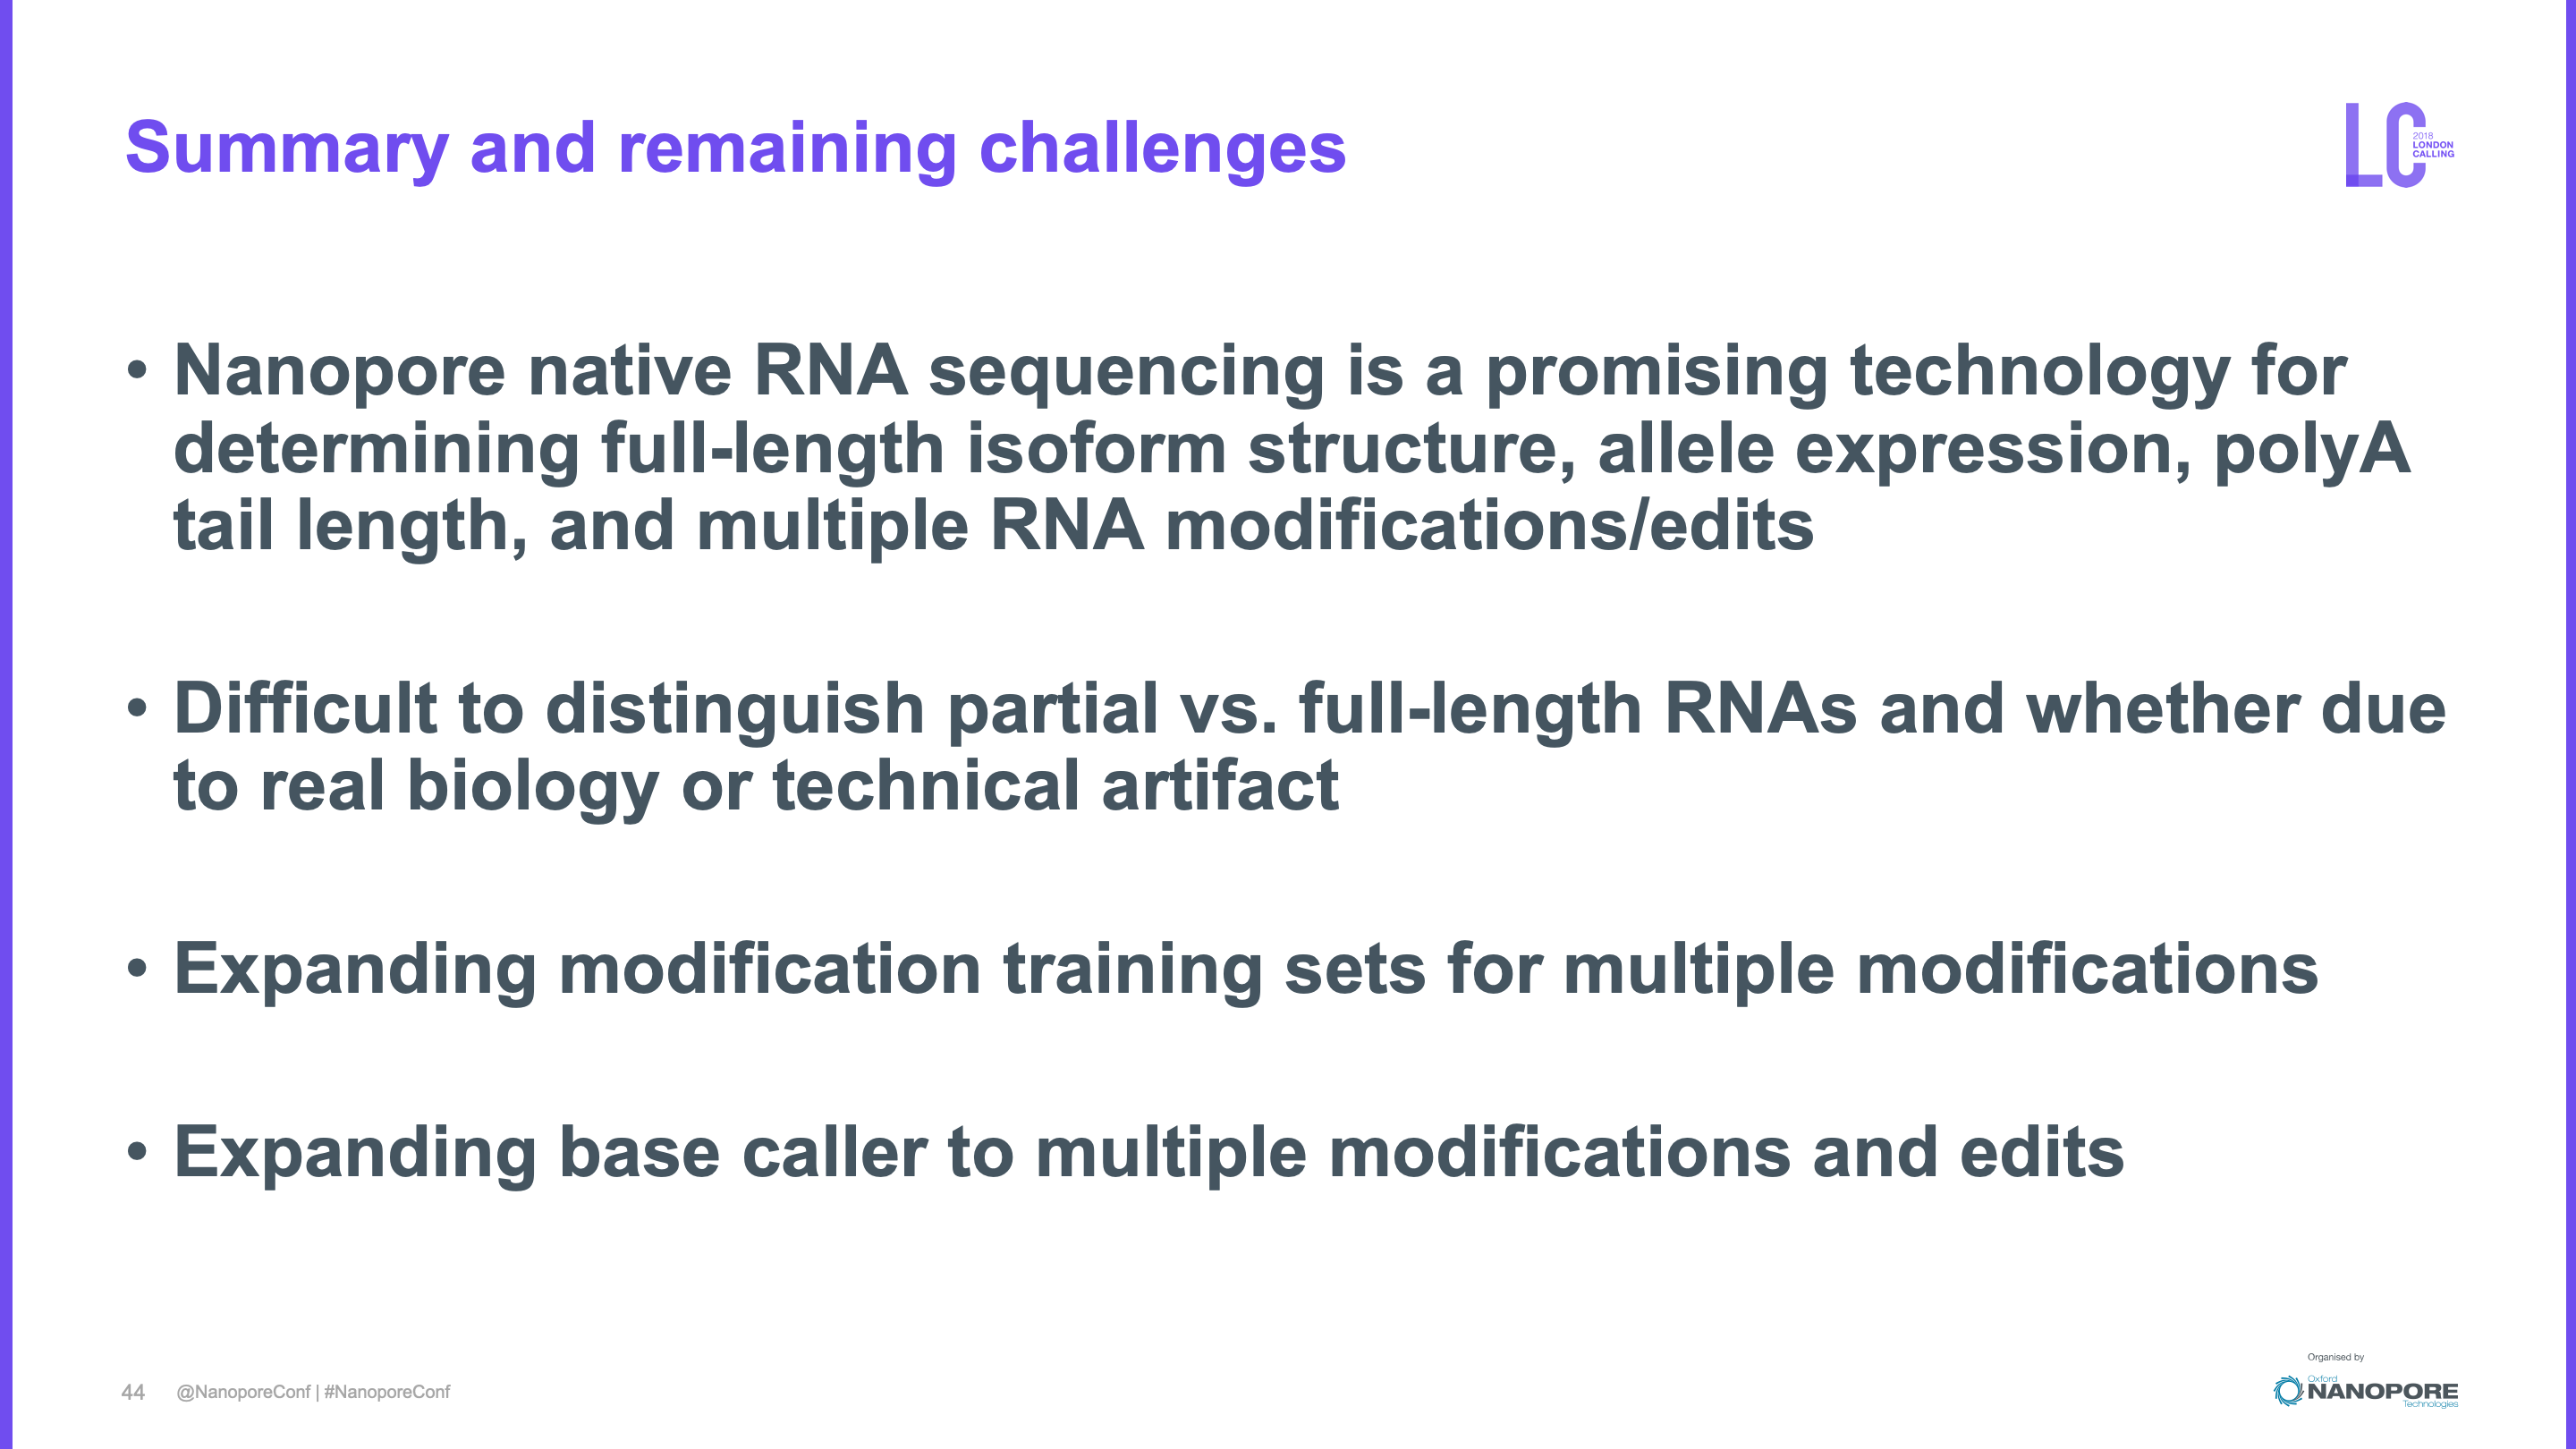 Summary and remaining challenges
LC
2018
LONDON
CALLING
• Nanopore native RNA sequencing is a promising technology for
determining full-length isoform structure, allele expression, polyA
tail length, and multiple RNA modifications/edits
• Difficult to distinguish partial vs. full-length RNAs and whether due
to real biology or technical artifact
• Expanding modification training sets for multiple modifications
• Expanding base caller to multiple modifications and edits
44 @NanoporeConf | #NanoporeConf
Organised by
Oxford
NANOPORE
Technologies